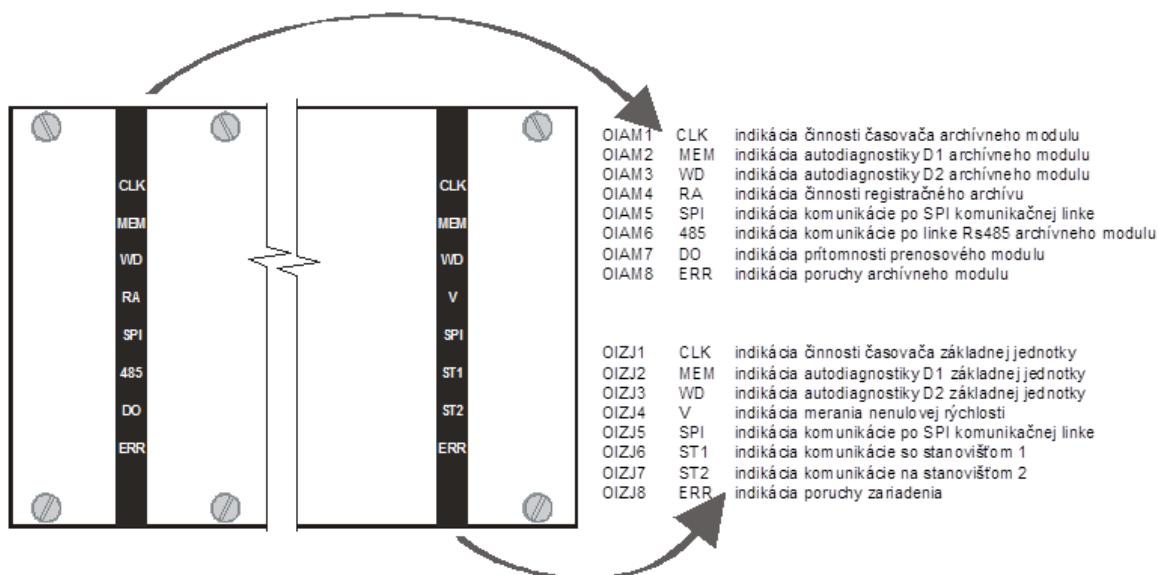 CLK
MEM
WD
RA
SPI
485
DO
ERR
CLK
MEM
WD
V
SPI
ST1
ST2
ERR
OIAM1 CLK indikácia činnosti časovača archívneho modulu
OIAM2 MEM indikácia autodiagnostiky D1 archívneho modulu
OIAM3 WD indikácia autodiagnostiky D2 archívneho modulu
OIAM4 RA indikácia činnosti registračného archívu
OIAM5 SPI indikácia komunikácie po SPI komunikačnej linke
OIAM6 485 indikácia komunikácie po linke Rs485 archívneho modulu
OIAM7 DO indikácia prítomnosti prenosového modulu
OIAM8 ERR indikácia poruchy archívneho modulu
OIZJ1 CLK indikácia činnosti časovača základnej jednotky
OIZJ2 MEM indikácia autodiagnostiky D1 základnej jednotky
OIZJ3 WD indikácia autodiagnostiky D2 základnej jednotky
OIZJ4 V indikácia merania nenulovej rýchlosti
OIZJ5 SPI indikácia komunikácie po SPI komunikačnej linke
OIZJ6 ST1 indikácia komunikácie so stanovišťom 1
OIZJ7 ST2 indikácia komunikácie na stanovišťom 2
OIZJ8 ERR indikácia poruchy zariadenia